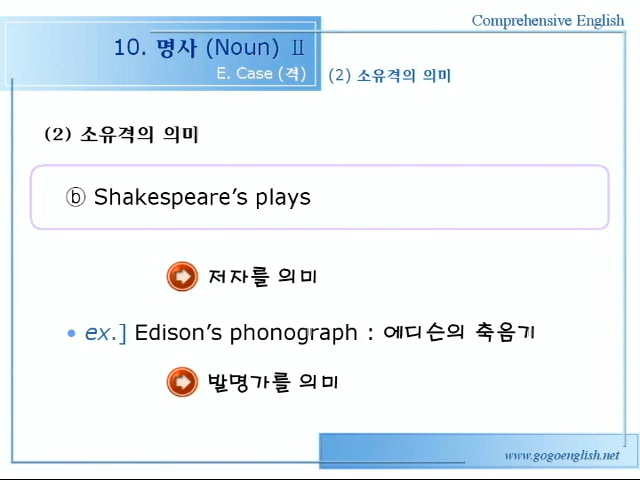 Comprehensive English
10. 명사 (Noun) Ⅱ
E. Case (격)
(2) 소유격의 의미
(2) 소유격의 의미
ⓑ Shakespeare’s plays
저자를 의미
• ex.] Edison’s phonograph : 에디슨의 축음기
발명가를 의미
www.gogoenglish.net